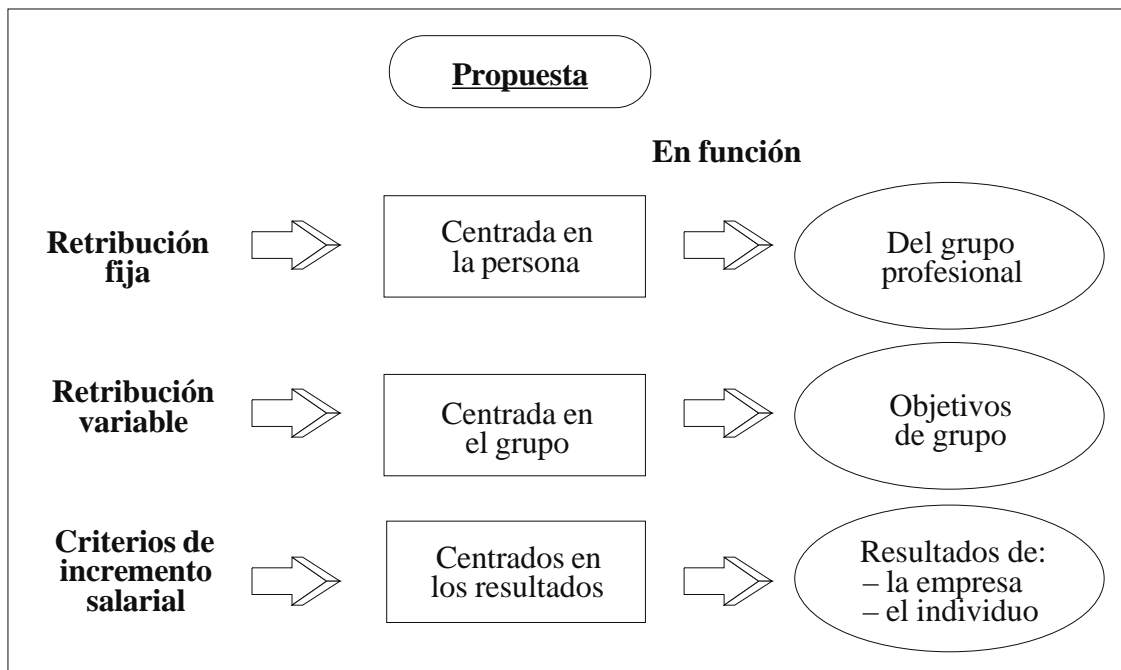 Propuesta
En función
Retribución
fija
Centrada en
la persona
Del grupo
profesional
Retribución
variable
Centrada en
el grupo
Objetivos
de grupo
Criterios de
incremento
salarial
Centrados en
los resultados
Resultados de:
– la empresa
– el individuo